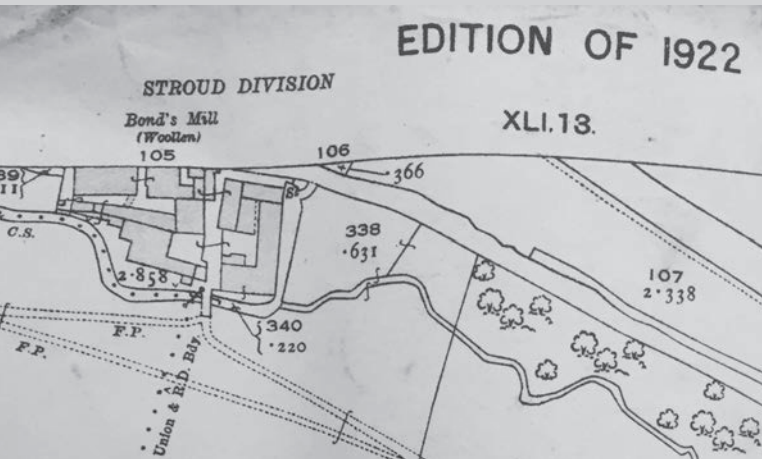 EDITION OF 1922
STROUD DIVISION
Bond's Mill
(Woollen)
XLI.13.
105
106
·366
S
C.S.
338
·631
2·858
107
2·338
340
·220
F.P.
F.P.
Union & R.D. Bdy.